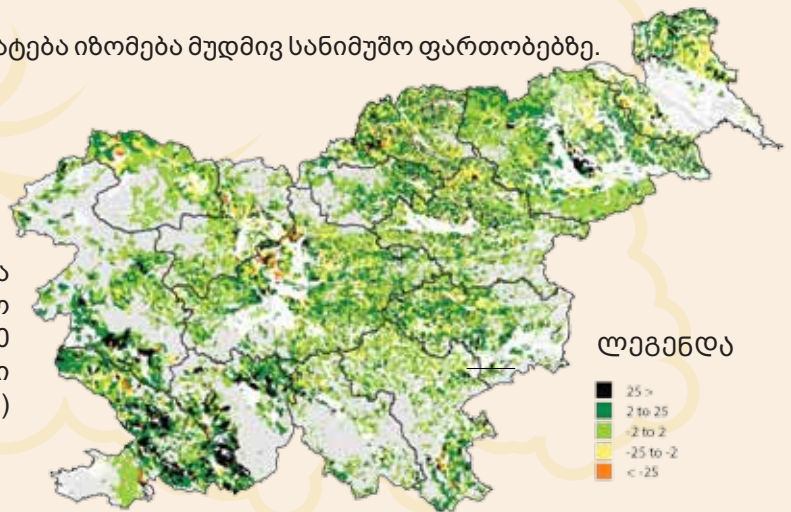 ატება იზომება მუდმივ სანიმუშო ფართობებზე.
ა
ო
ე
ი
)
ლეგენდა
25 >
2 to 25
-2 to 2
-25 to -2
< -25